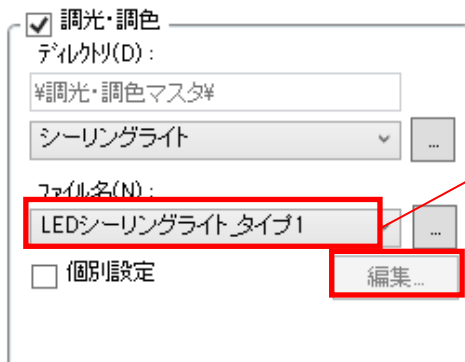 調光・調色
ディレクトリ(D) :
¥調光・調色マスタ¥
シーリングライト
...
ファイル名(N) :
LEDシーリングライト_タイプ1
...
個別設定
編集...